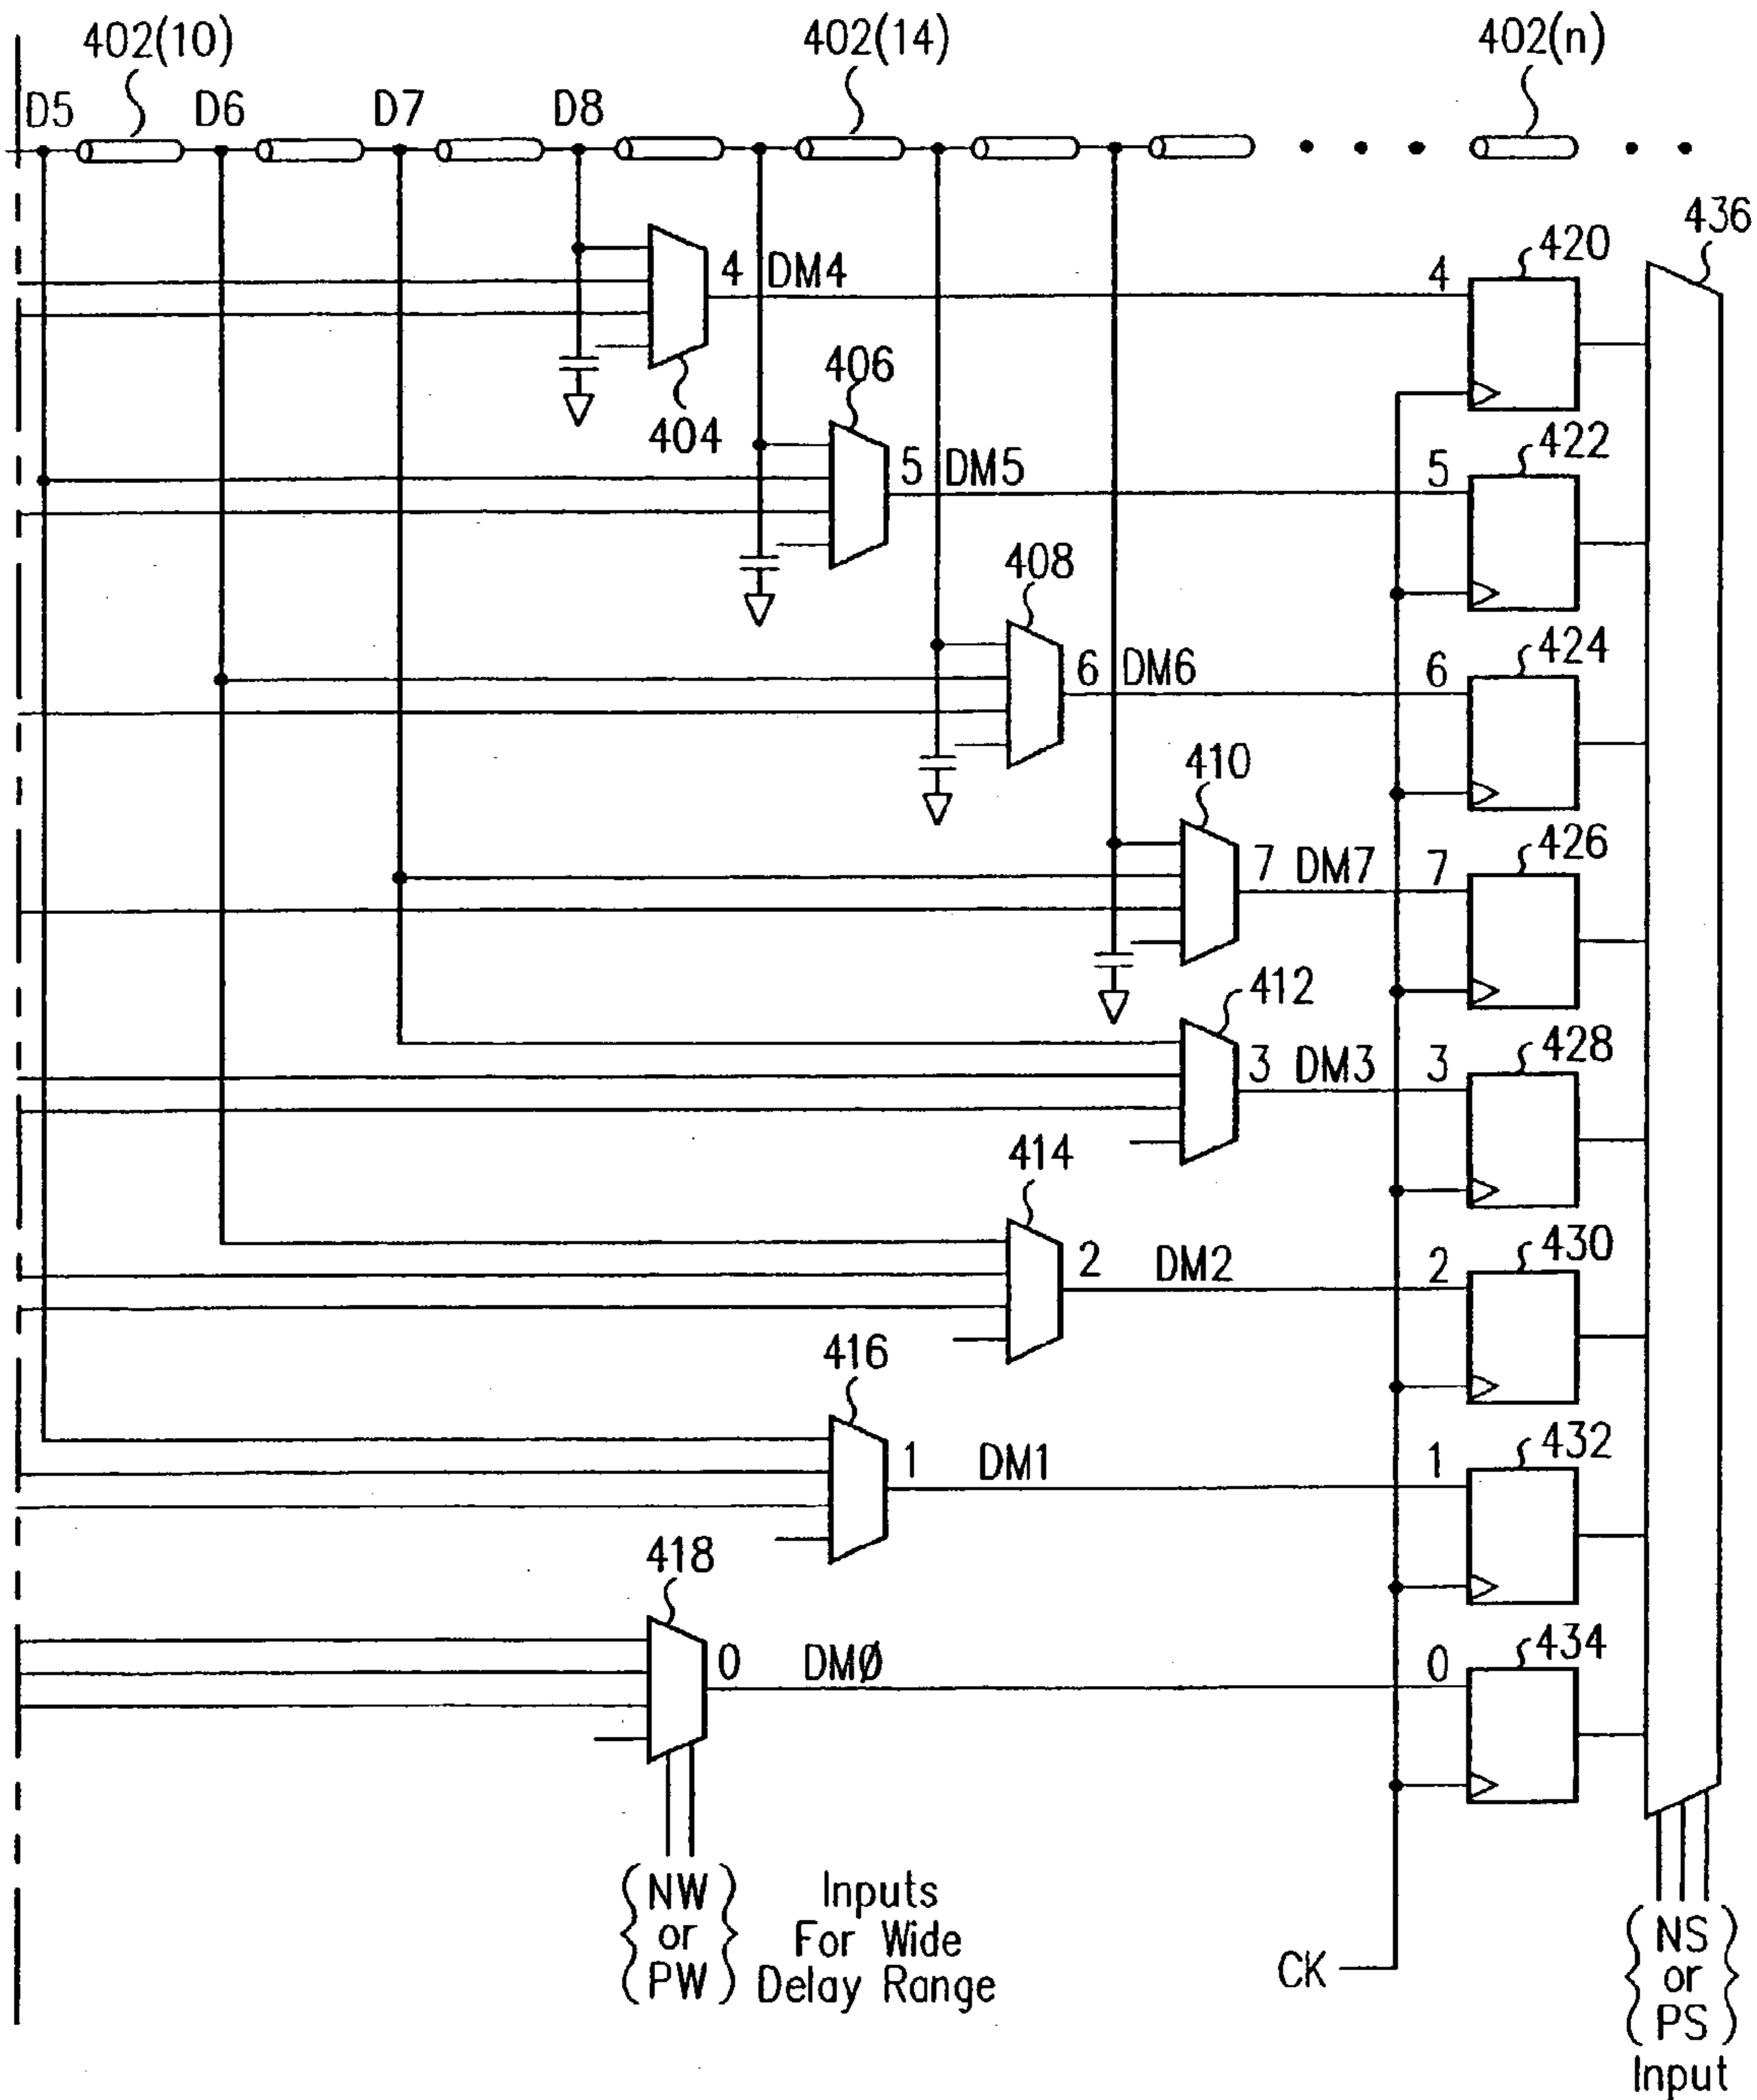 402(10) 402(14) 402(n)
D5 D6 D7 D8
436
420
4 DM4 4
404
406
422
5 DM5 5
408
424
6 DM6 6
410
426
7 DM7 7
412
428
3 DM3 3
414
430
2 DM2 2
416
432
1 DM1 1
418
434
0 DMØ 0
NW
or
PW
Inputs
For Wide
Delay Range
CK
NS
or
PS
Input